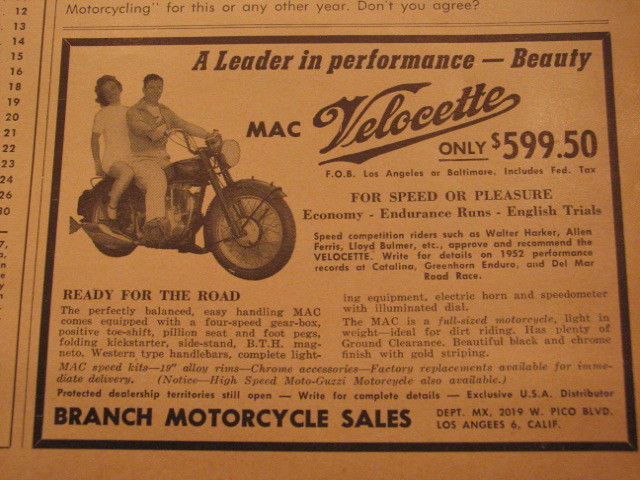 Motorcycling" for this or any other year. Don't you agree?
12
13
14
15
16
18
19
20
21
22
23
24
26
30
7,
A Leader in performance — Beauty
MAC Velocette
ONLY $599.50
F.O.B. Los Angeles or Baltimore. Includes Fed. Tax
FOR SPEED OR PLEASURE
Economy - Endurance Runs - English Trials
Speed competition riders such as Walter Harker, Allen
Ferris, Lloyd Bulmer, etc., approve and recommend the
VELOCETTE. Write for details on 1952 performance
records at Catalina, Greenhorn Enduro, and Del Mar
Road Race.
READY FOR THE ROAD
The perfectly balanced, easy handling MAC
comes equipped with a four-speed gear-box,
positive toe-shift, pillion seat and foot pegs,
folding kickstarter, side-stand, B.T.H. mag-
neto, Western type handlebars, complete light-
ing equipment, electric horn and speedometer
with illuminated dial.
The MAC is a full-sized motorcycle, light in
weight—ideal for dirt riding. Has plenty of
Ground Clearance. Beautiful black and chrome
finish with gold striping.
MAC speed kits—19" alloy rims—Chrome accessories—Factory replacements available for imme-
diate delivery. (Notice—High Speed Moto-Guzzi Motorcycle also available.)
Protected dealership territories still open — Write for complete details — Exclusive U.S.A. Distributor
BRANCH MOTORCYCLE SALES
DEPT. MX, 2019 W. PICO BLVD.
LOS ANGEES 6, CALIF.